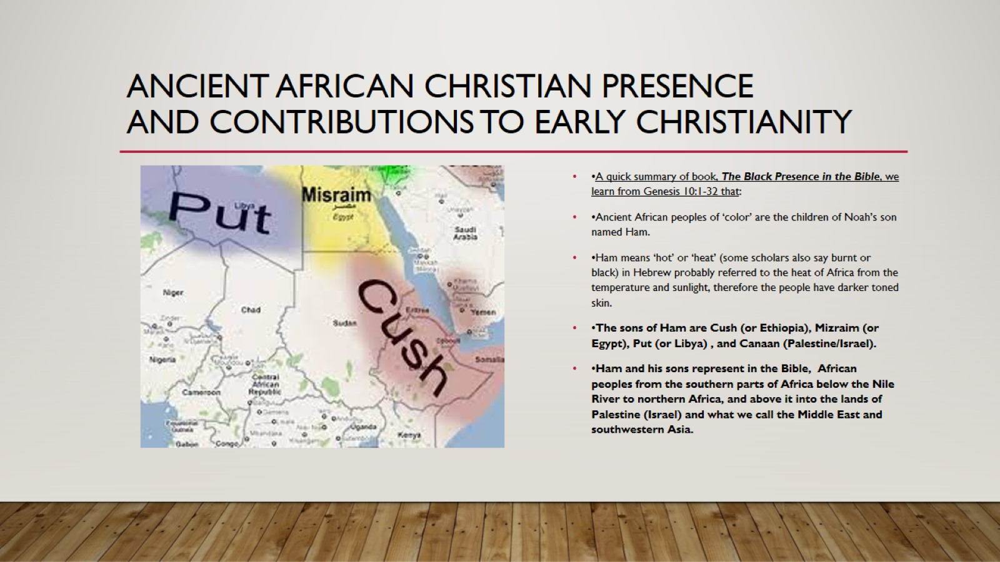 ANCIENT AFRICAN CHRISTIAN PRESENCE
AND CONTRIBUTIONS TO EARLY CHRISTIANITY
Put
Libya
Misraim
مصر
Egypt
Saudi
Arabia
Cush
Niger
Chad
Sudan
Eritrea
Yemen
Somalia
Nigeria
Central
African
Republic
Cameroon
Equatorial
Guinea
Uganda
Kenya
Gabon
Congo
• •A quick summary of book, The Black Presence in the Bible, we
learn from Genesis 10:1-32 that:
• •Ancient African peoples of ‘color’ are the children of Noah’s son
named Ham.
• •Ham means ‘hot’ or ‘heat’ (some scholars also say burnt or
black) in Hebrew probably referred to the heat of Africa from the
temperature and sunlight, therefore the people have darker toned
skin.
• •The sons of Ham are Cush (or Ethiopia), Mizraim (or
Egypt), Put (or Libya) , and Canaan (Palestine/Israel).
• •Ham and his sons represent in the Bible, African
peoples from the southern parts of Africa below the Nile
River to northern Africa, and above it into the lands of
Palestine (Israel) and what we call the Middle East and
southwestern Asia.